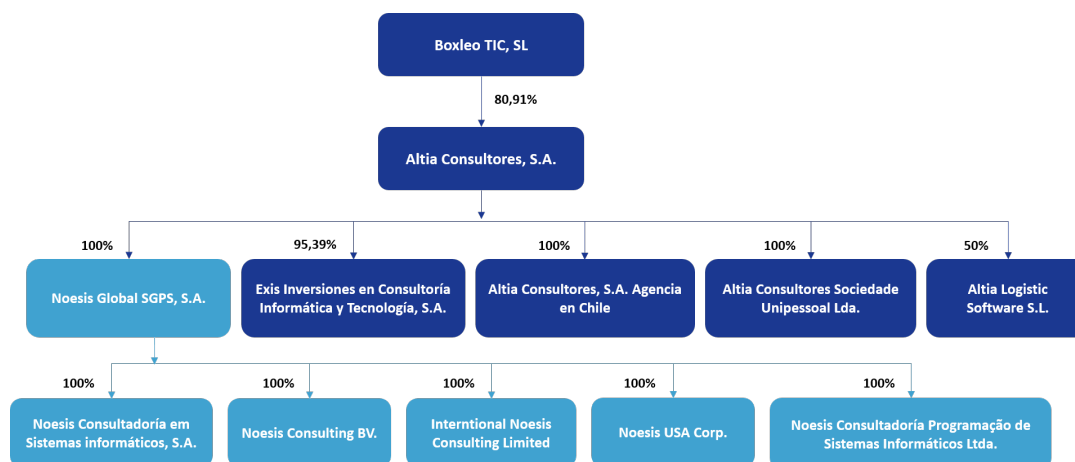 Boxleo TIC, SL
80,91%
Altia Consultores, S.A.
100%
95,39%
100%
100%
50%
Noesis Global SGPS, S.A.
Exis Inversiones en Consultoría
Informática y Tecnología, S.A.
Altia Consultores, S.A. Agencia
en Chile
Altia Consultores Sociedade
Unipessoal Lda.
Altia Logistic
Software S.L.
100%
100%
100%
100%
100%
Noesis Consultadoría em
Sistemas informáticos, S.A.
Noesis Consulting BV.
Interntional Noesis
Consulting Limited
Noesis USA Corp.
Noesis Consultadoría Programação de
Sistemas Informáticos Ltda.